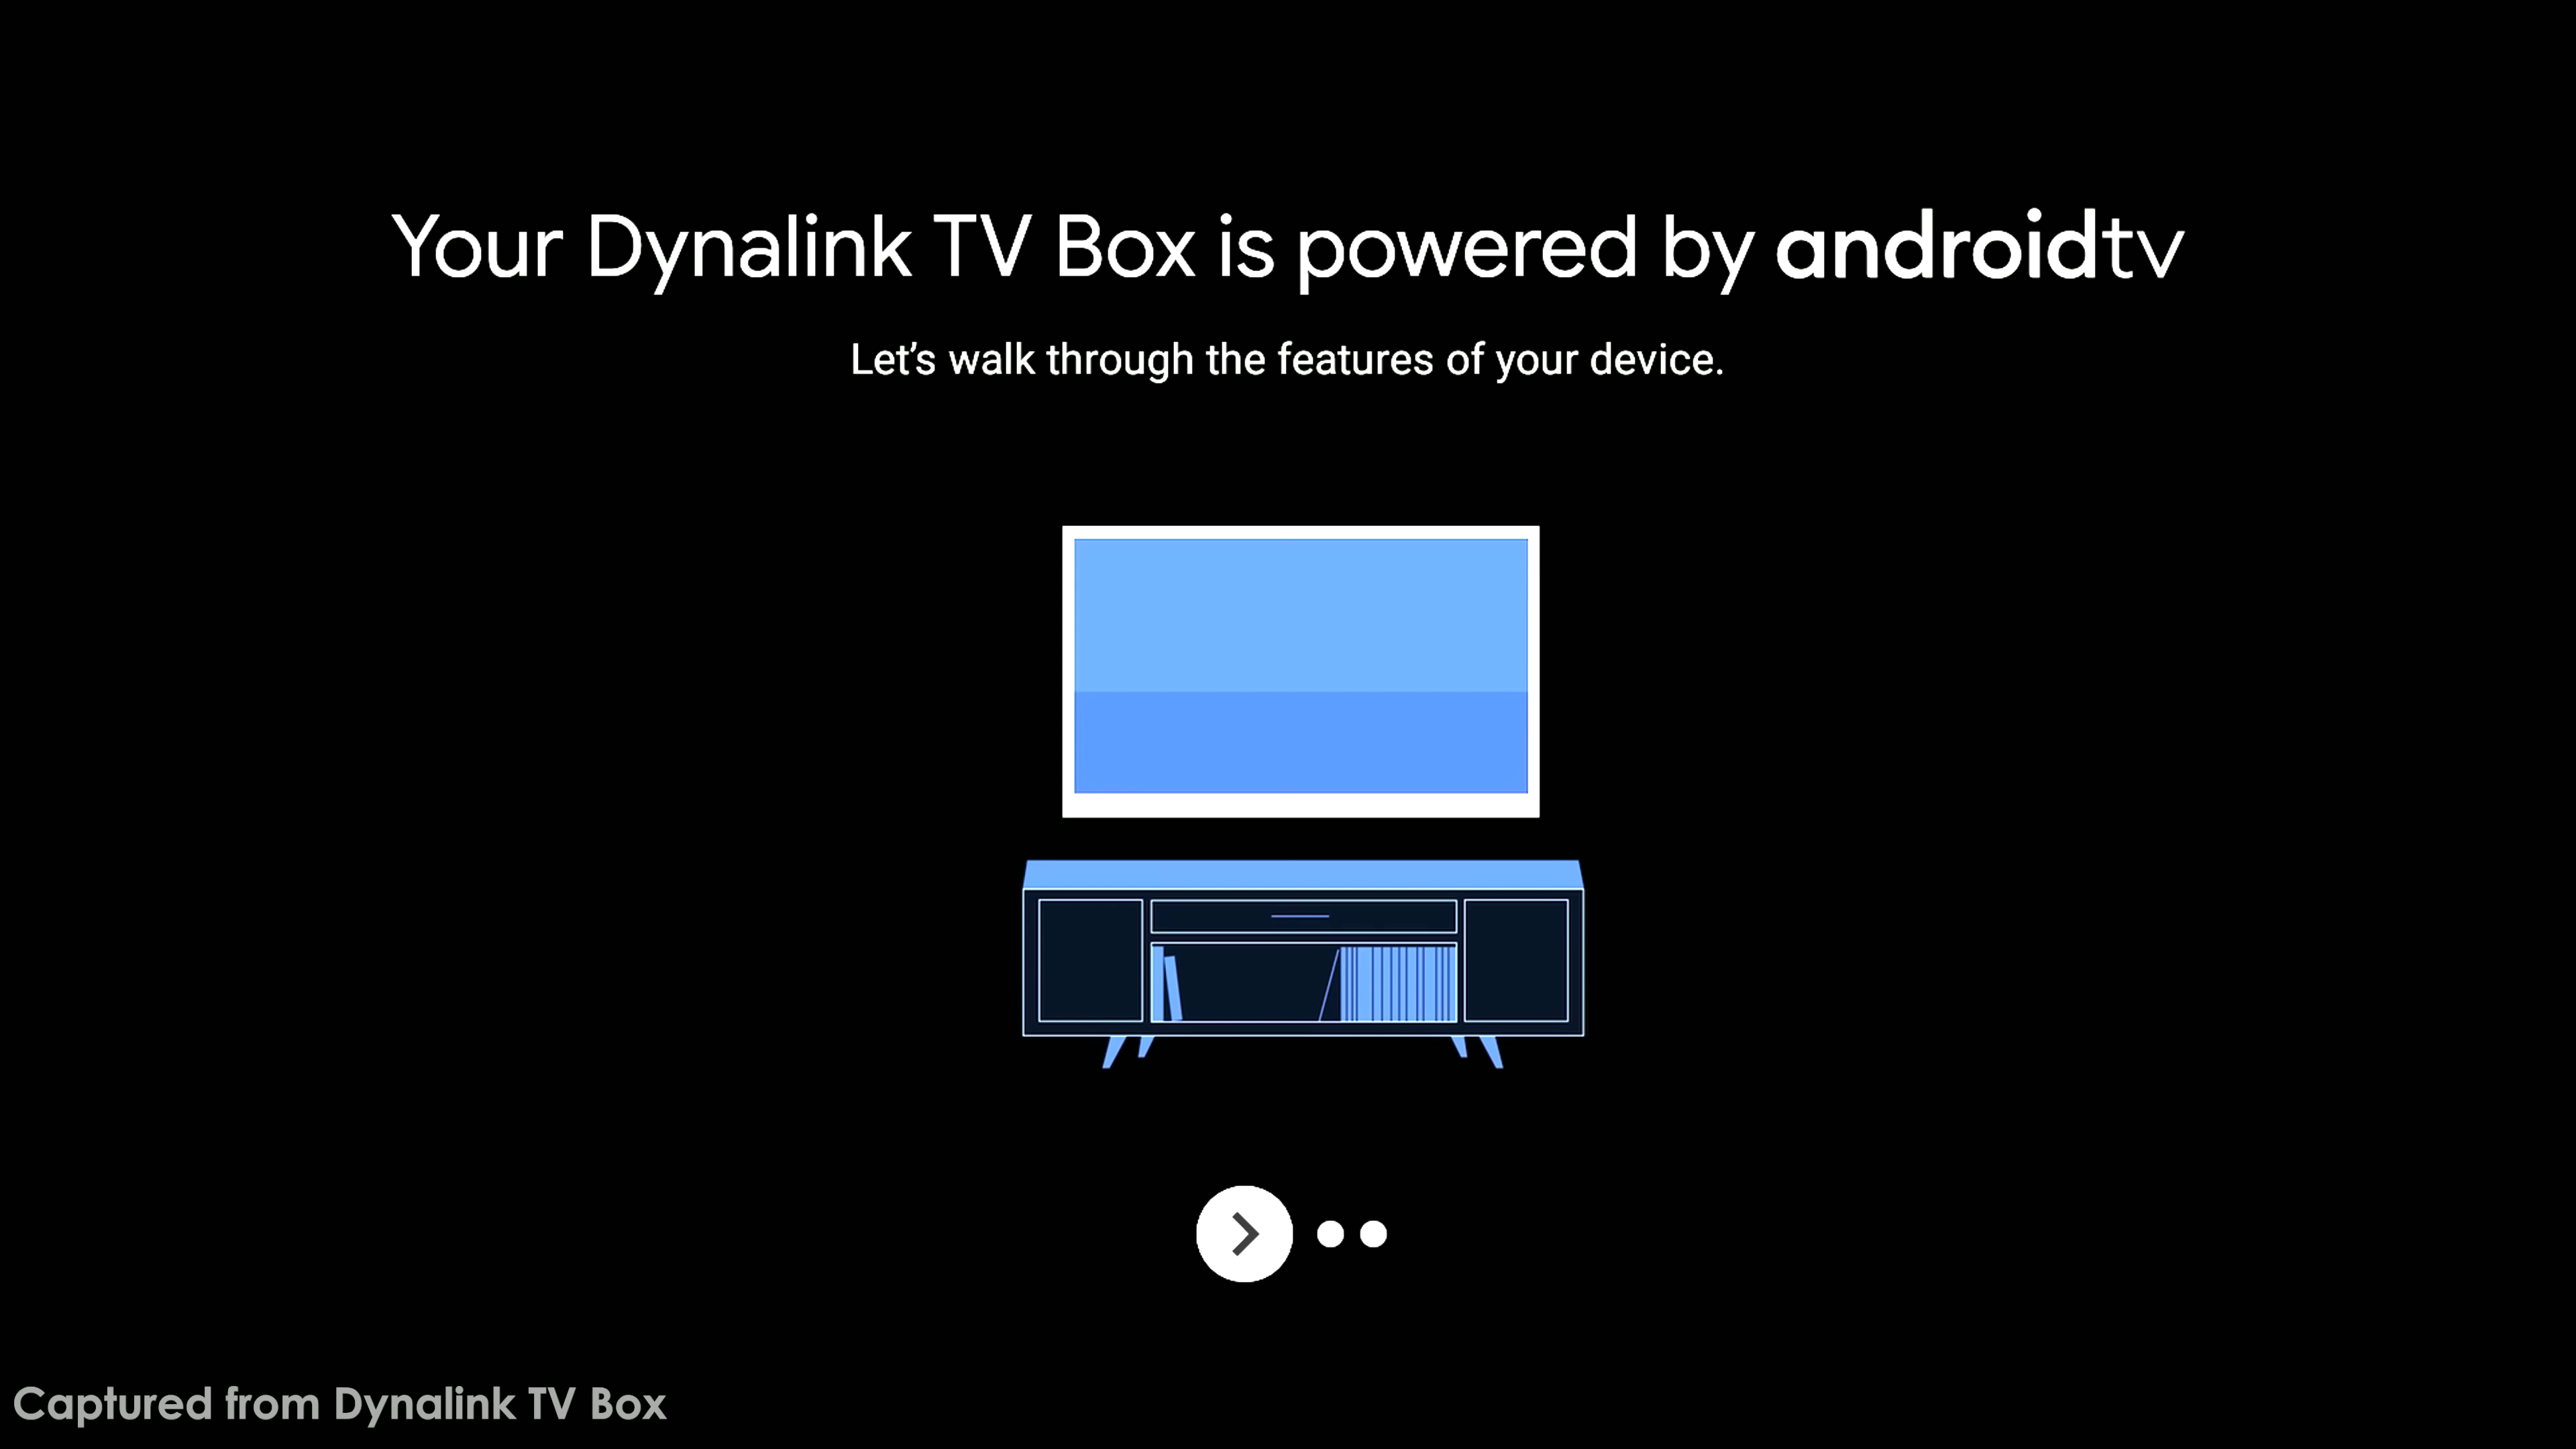 Your Dynalink TV Box is powered by androidtv
Let's walk through the features of your device.
Captured from Dynalink TV Box